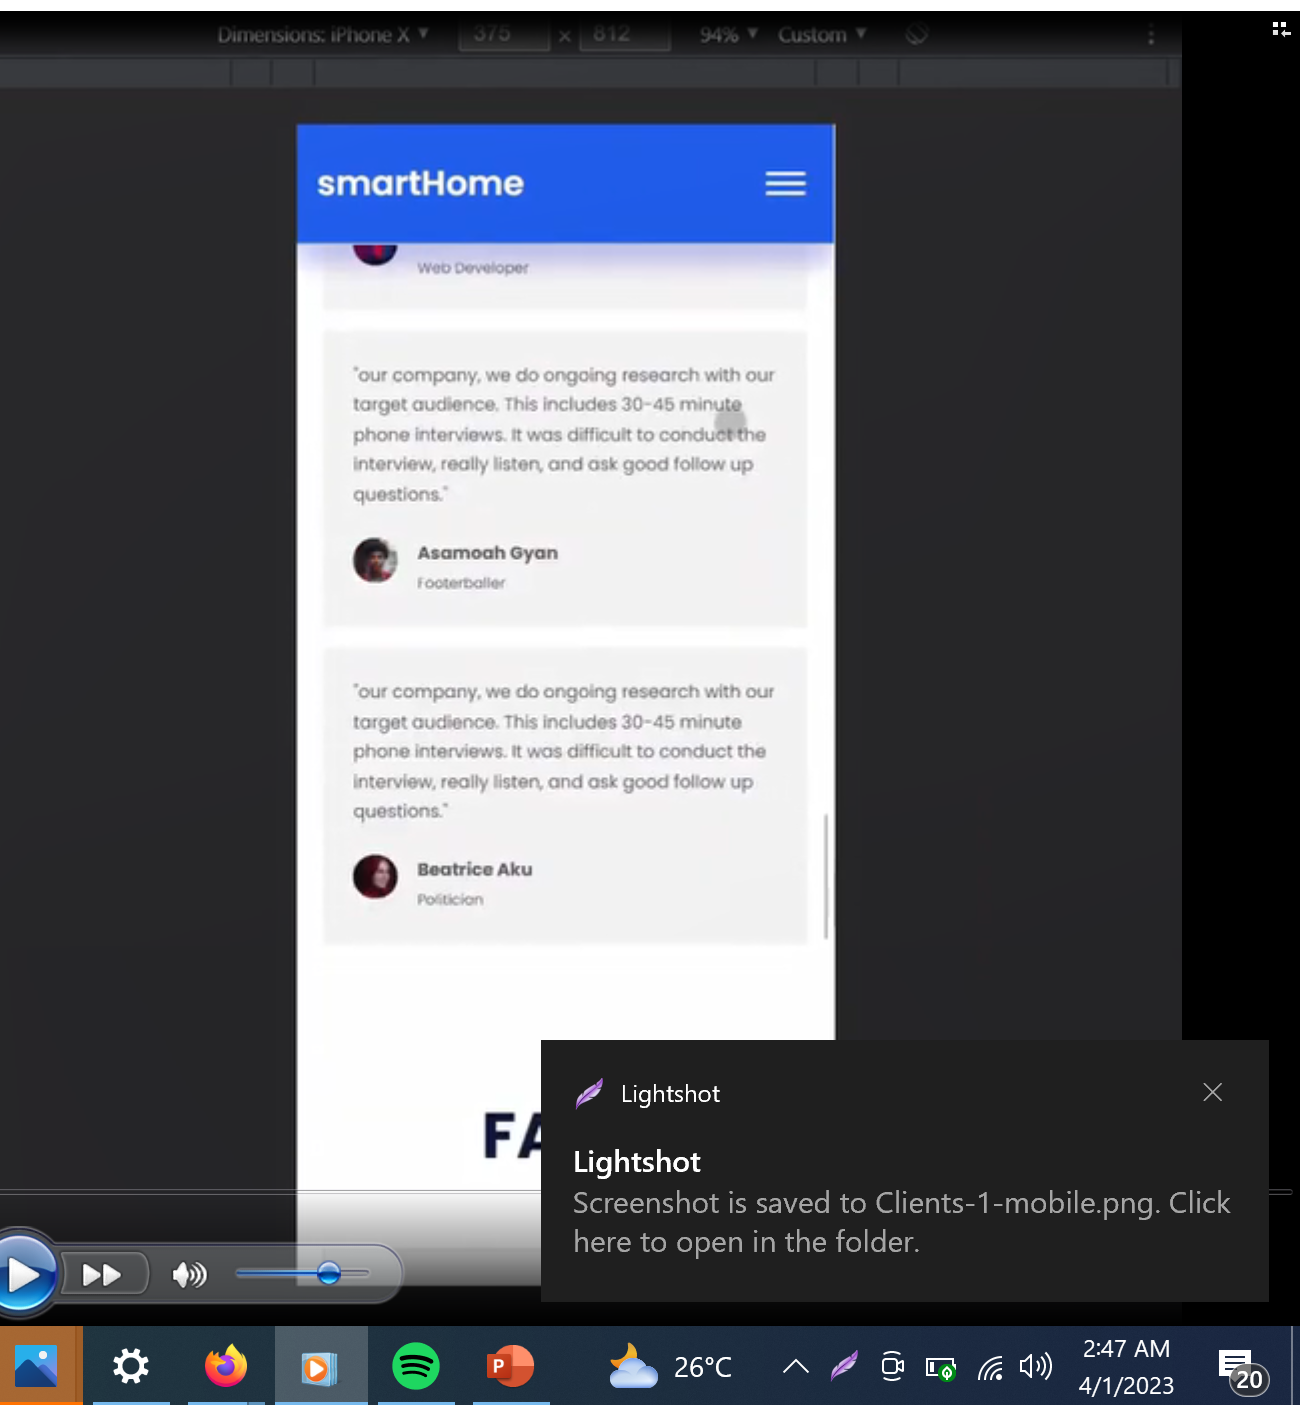 Dimensions: iPhone X 375 x 812 94% Custom
smartHome
Web Developer
"our company, we do ongoing research with our
target audience. This includes 30-45 minute
phone interviews. It was difficult to conduct the
interview, really listen, and ask good follow up
questions."
Asamoah Gyan
Footerballer
"our company, we do ongoing research with our
target audience. This includes 30-45 minute
phone interviews. It was difficult to conduct the
interview, really listen, and ask good follow up
questions."
Beatrice Aku
Politician
FA
Lightshot
Lightshot
Screenshot is saved to Clients-1-mobile.png. Click
here to open in the folder.
P
26°C
2:47 AM
4/1/2023
20